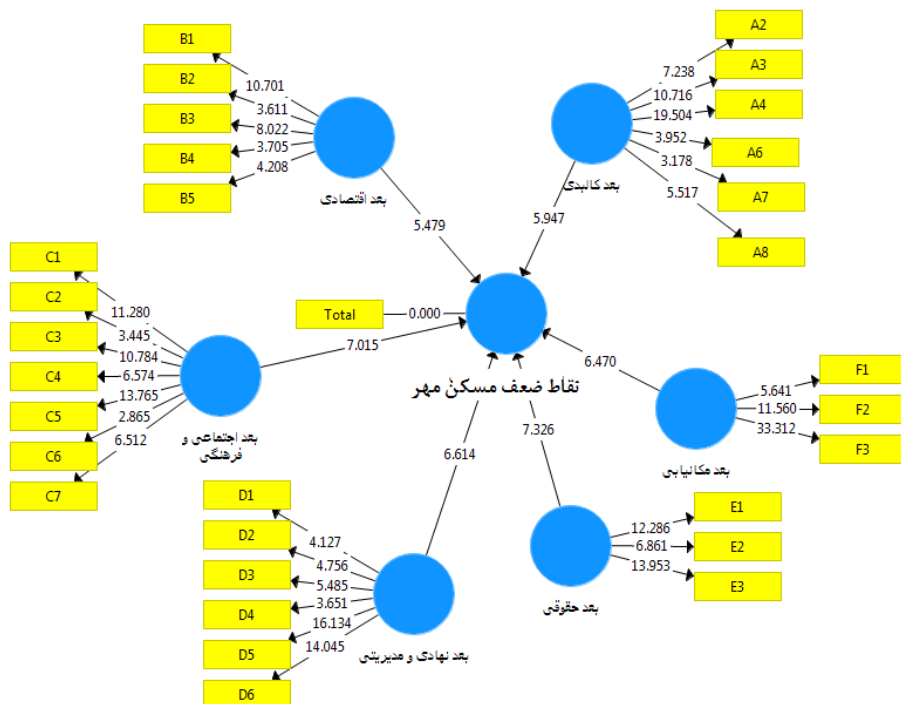 B1
B2
B3
B4
B5
10.701
3.611
8.022
3.705
4.208
بعد اقتصادی
5.479
A2
A3
A4
A6
A7
A8
7.238
10.716
19.504
3.952
3.178
5.517
بعد کالبدی
5.947
C1
C2
C3
C4
C5
C6
C7
11.280
3.445
10.784
6.574
13.765
2.865
6.512
بعد اجتماعی و
فرهنگی
7.015
Total
0.000
نقاط ضعف مسکن مهر
F1
F2
F3
5.641
11.560
33.312
بعد مکانیابی
6.470
D1
D2
D3
D4
D5
D6
4.127
4.756
5.485
3.651
16.134
14.045
بعد نهادی و مدیریتی
6.614
E1
E2
E3
12.286
6.861
13.953
بعد حقوقی
7.326